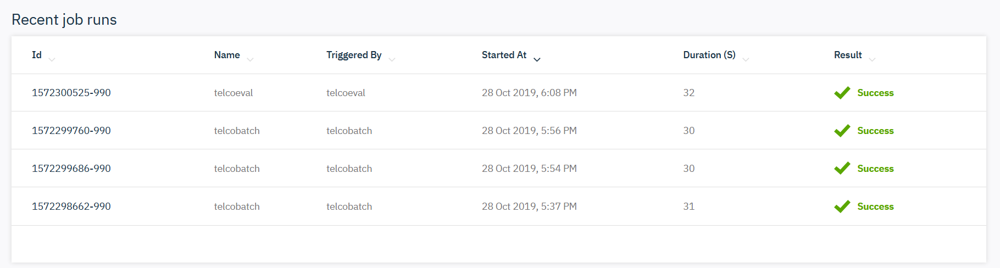 Recent job runs
Id Name Triggered By Started At Duration (S) Result
1572300525-990 telcoeval telcoeval 28 Oct 2019, 6:08 PM 32 Success
1572299760-990 telcobatch telcobatch 28 Oct 2019, 5:56 PM 30 Success
1572299686-990 telcobatch telcobatch 28 Oct 2019, 5:54 PM 30 Success
1572298662-990 telcobatch telcobatch 28 Oct 2019, 5:37 PM 31 Success